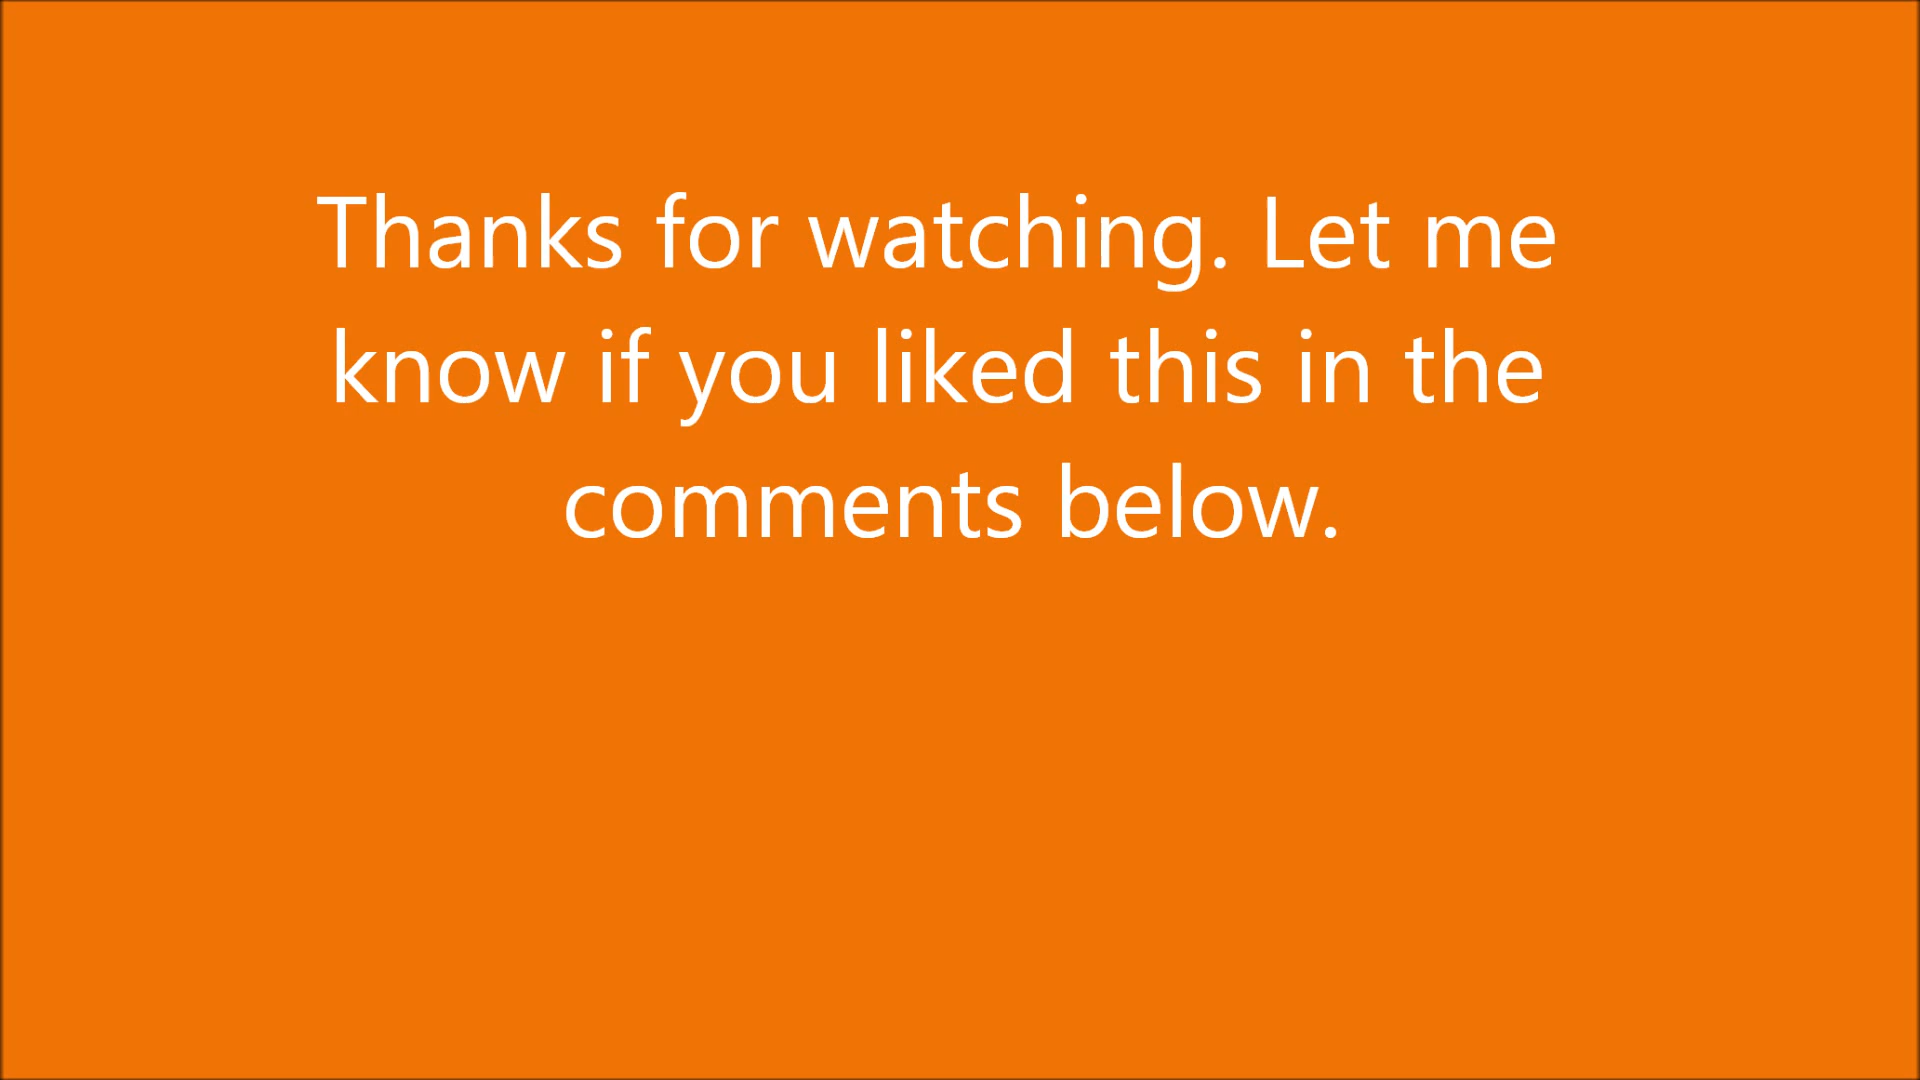 Thanks for watching. Let me
know if you liked this in the
comments below.